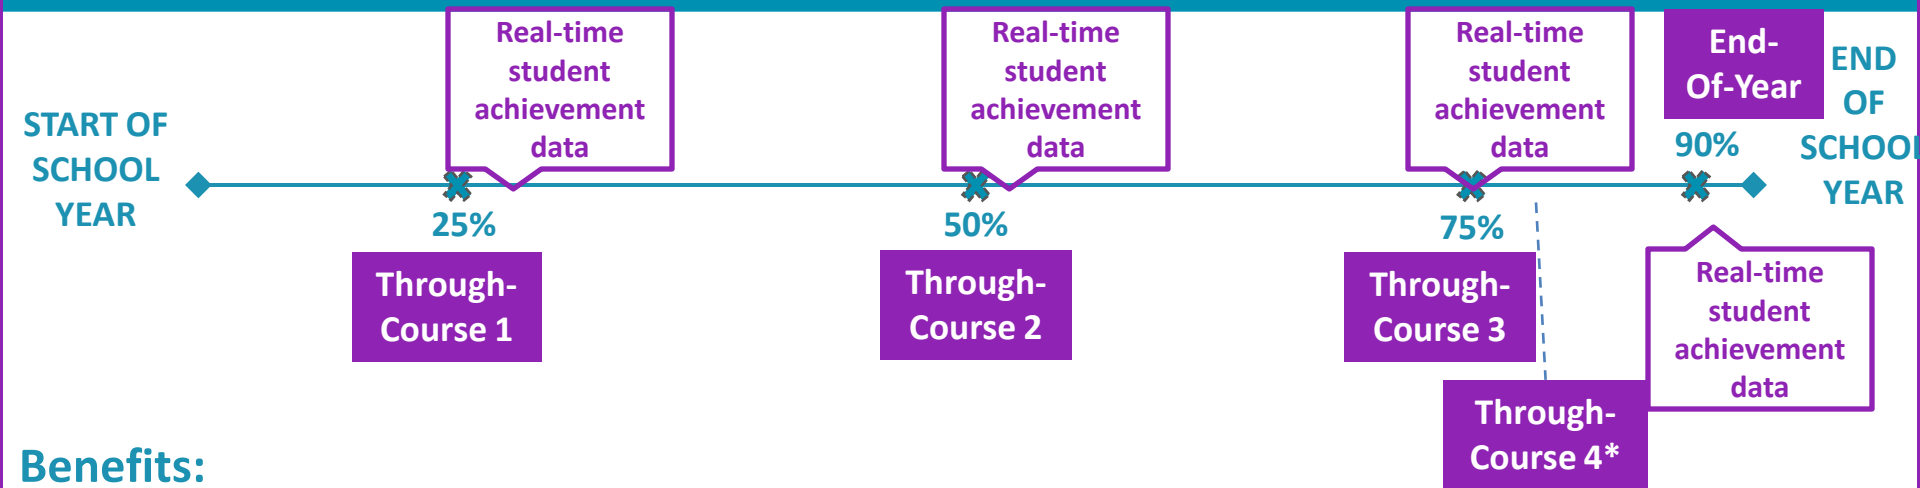 START OF
SCHOOL
YEAR
Real-time
student
achievement
data
25%
Through-
Course 1
Real-time
student
achievement
data
50%
Through-
Course 2
Real-time
student
achievement
data
75%
Through-
Course 3
Through-
Course 4*
End-
Of-Year
90%
Real-time
student
achievement
data
END
OF
SCHOOL
YEAR
Benefits: